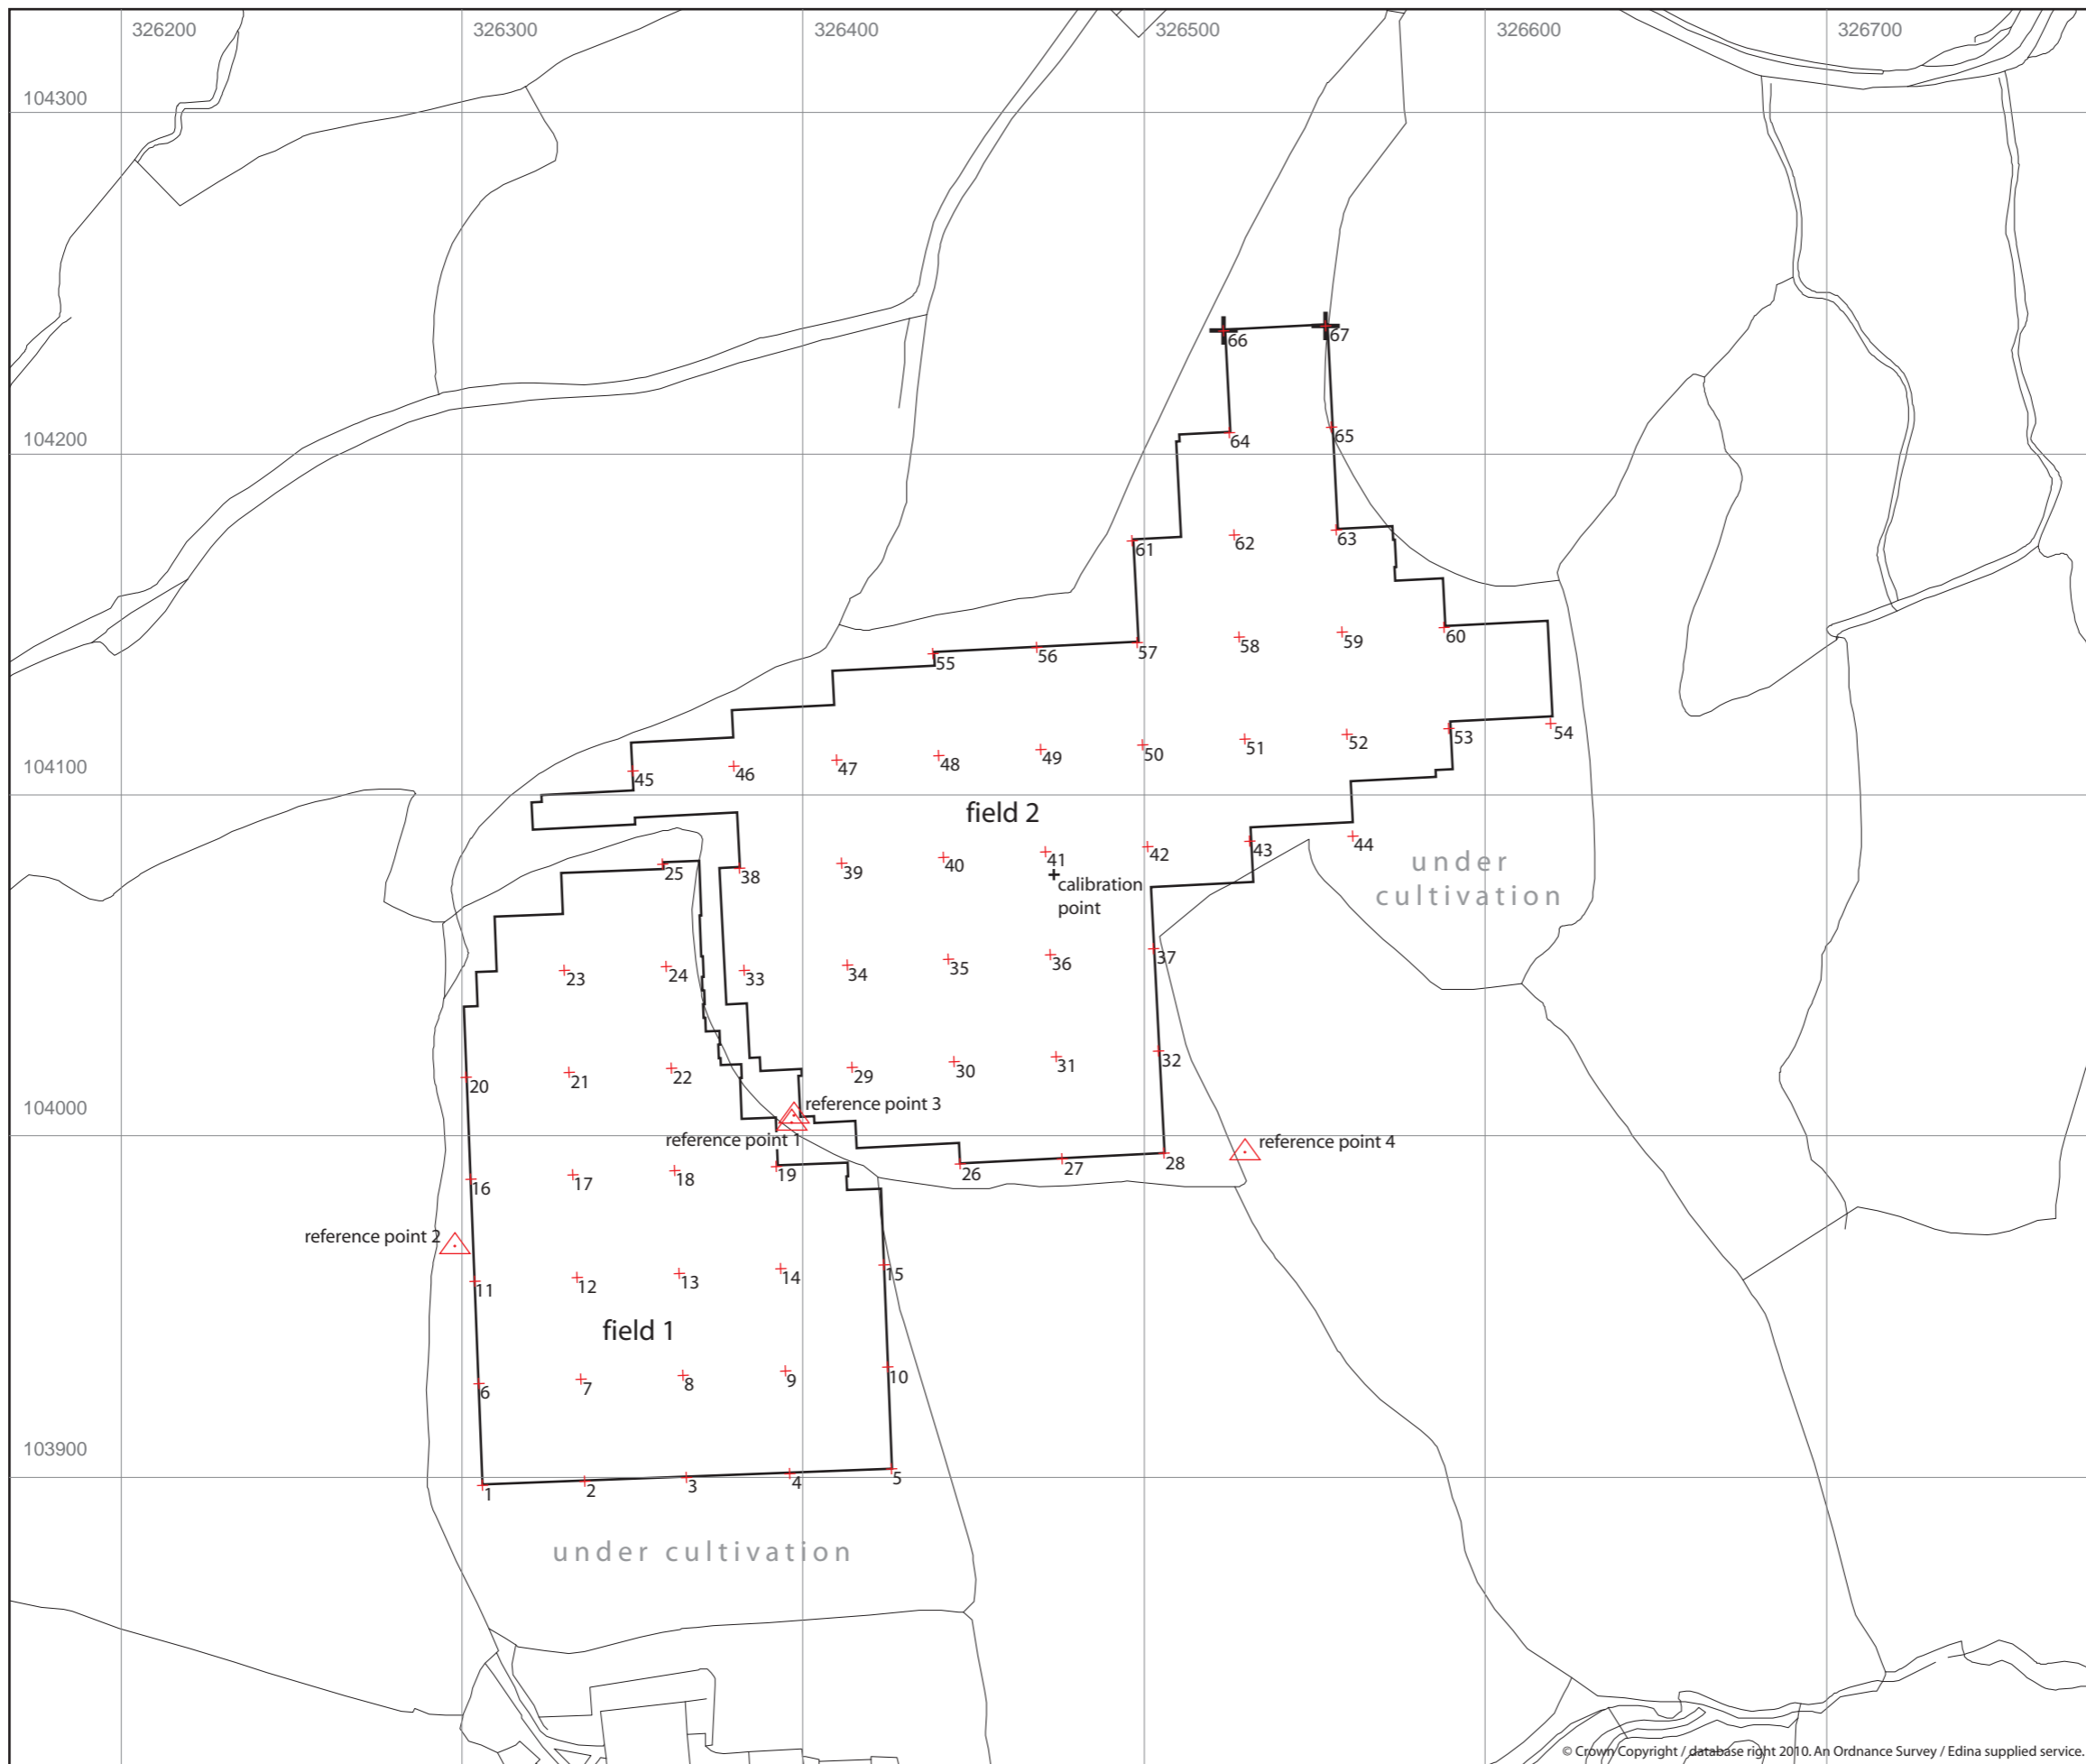 326200 326300 326400 326500 326600 326700
104300
66 67
104200
64 65
61 62 63
55 56 57 58 59 60
104100
45 46 47 48 49 50 51 52 53 54
field 2
25 38 39 40 41 42 43 44
calibration
point
under
cultivation
23 24 33 34 35 36 37
20 21 22 29 30 31 32
104000
reference point 3
reference point 1
reference point 4
16 17 18 19 26 27 28
reference point 2
11 12 13 14 15
field 1
6 7 8 9 10
103900
1 2 3 4 5
under cultivation
© Crown Copyright / database right 2010. An Ordnance Survey / Edina supplied service.